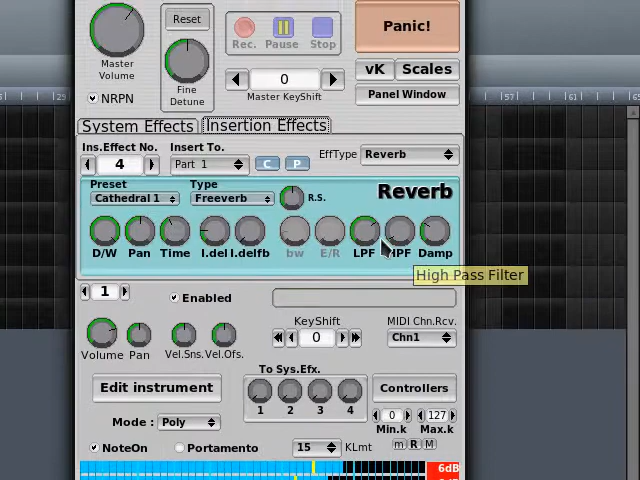 Reset
Rec. Pause Stop
Panic!
Master
Volume
Fine
Detune
0
Master KeyShift
vK Scales
Panel Window
NRPN
29
57
61
65
System Effects Insertion Effects
Ins.Effect No. Insert To. EffType Reverb
4 Part 1 C P
Preset Type Reverb
Cathedral 1 Freeverb R.S.
D/W Pan Time I.del I.delfb bw E/R LPF HPF Damp
High Pass Filter
1 Enabled
KeyShift MIDI Chn.Rcv.
0 Chn1
Volume Pan Vel.Sns. Vel.Ofs.
To Sys.Efx.
Edit instrument Controllers
1 2 3 4
0 127
Min.k Max.k
Mode : Poly
m R M
NoteOn Portamento 15 KLmt
6dB